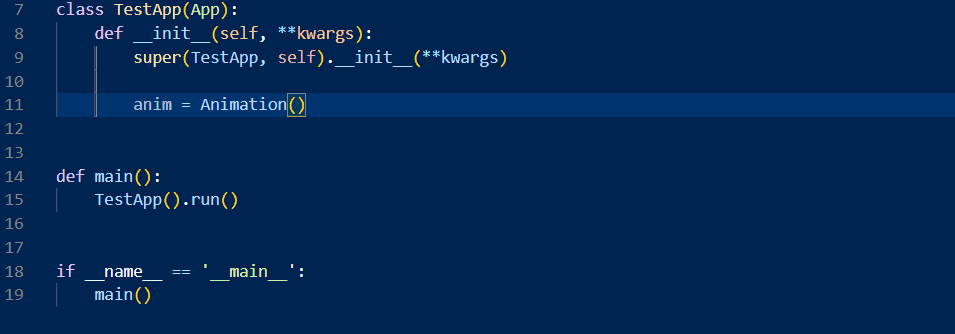 7 class TestApp(App):
8     def __init__(self, **kwargs):
9         super(TestApp, self).__init__(**kwargs)
10
11         anim = Animation()
12
13
14 def main():
15     TestApp().run()
16
17
18 if __name__ == '__main__':
19     main()